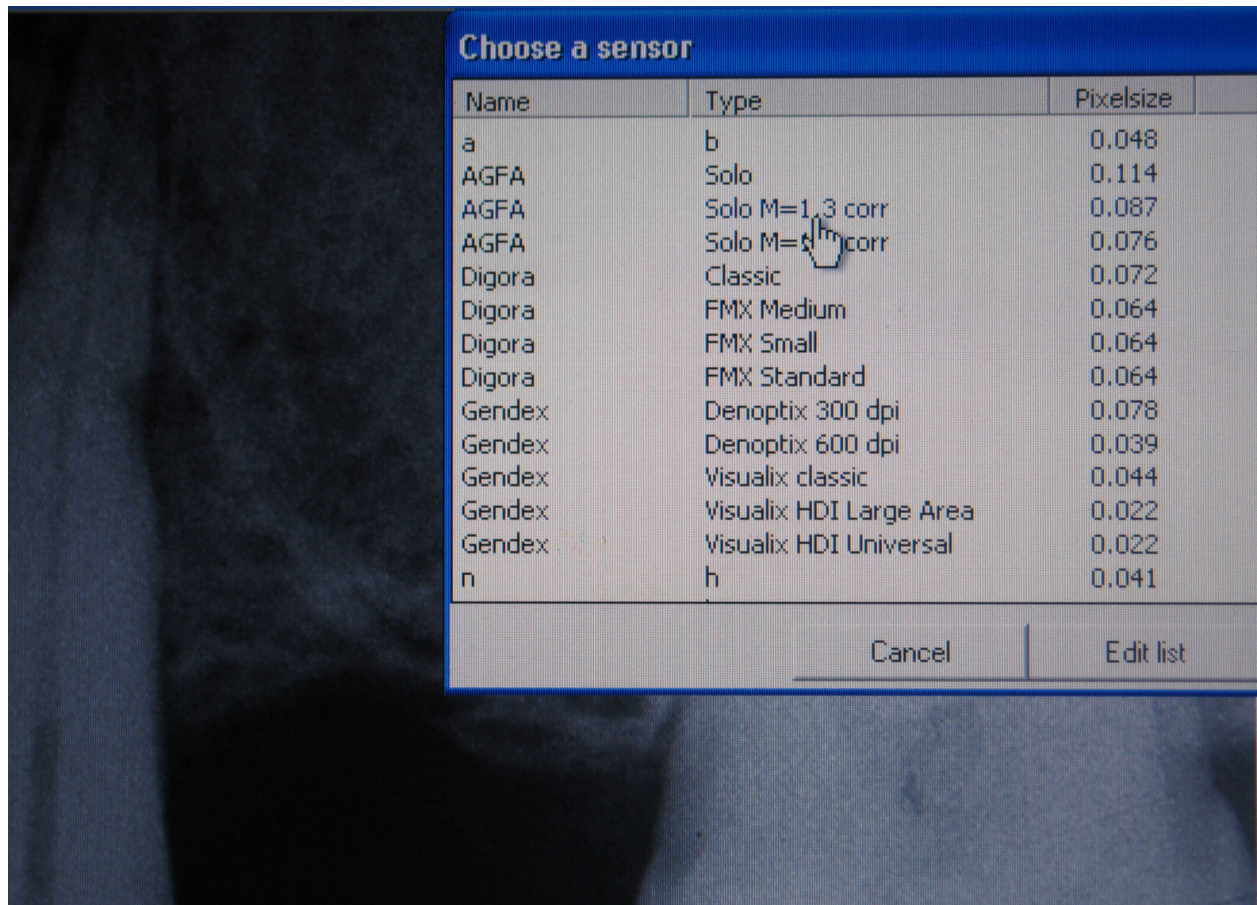 Choose a sensor
Name Type Pixelsize
a b 0.048
AGFA Solo 0.114
AGFA Solo M=1,3 corr 0.087
AGFA Solo M= corr 0.076
Digora Classic 0.072
Digora FMX Medium 0.064
Digora FMX Small 0.064
Digora FMX Standard 0.064
Gendex Denoptix 300 dpi 0.078
Gendex Denoptix 600 dpi 0.039
Gendex Visualix classic 0.044
Gendex Visualix HDI Large Area 0.022
Gendex Visualix HDI Universal 0.022
n h 0.041
Cancel Edit list